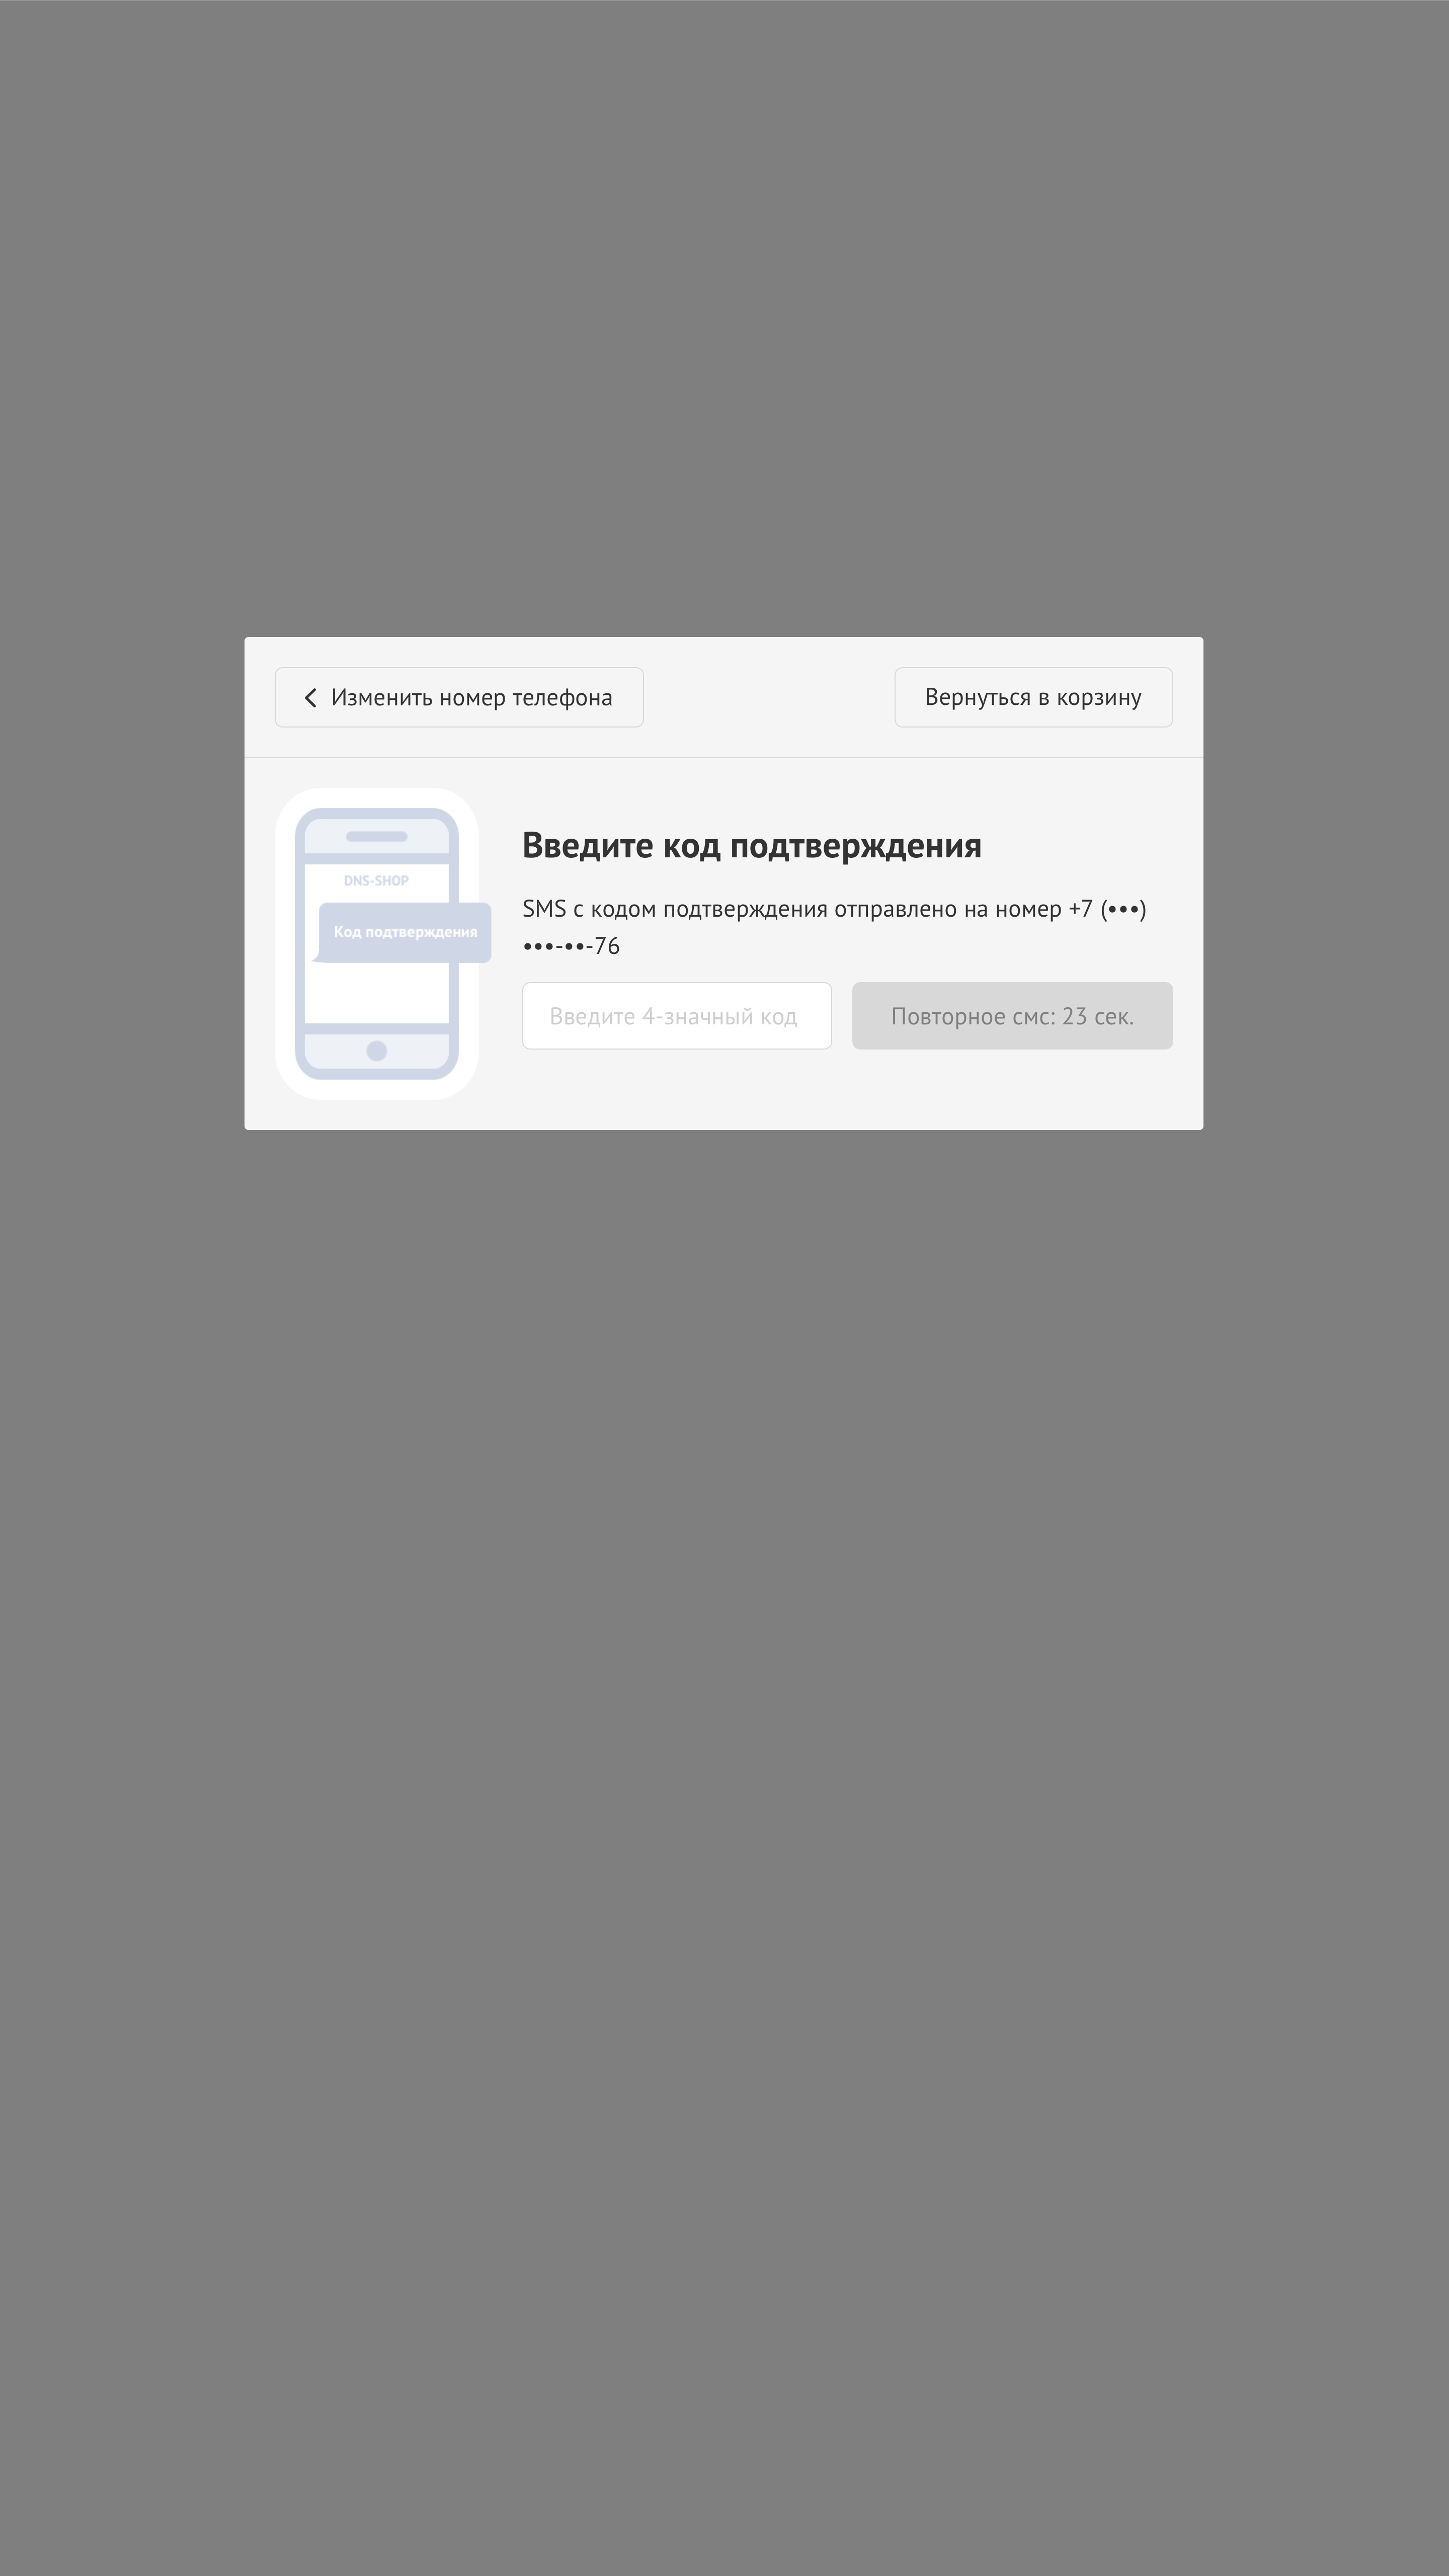 Изменить номер телефона
Вернуться в корзину
DNS-SHOP
Код подтверждения
Введите код подтверждения
SMS с кодом подтверждения отправлено на номер +7 (•••)
•••-••-76
Введите 4-значный код
Повторное смс: 23 сек.